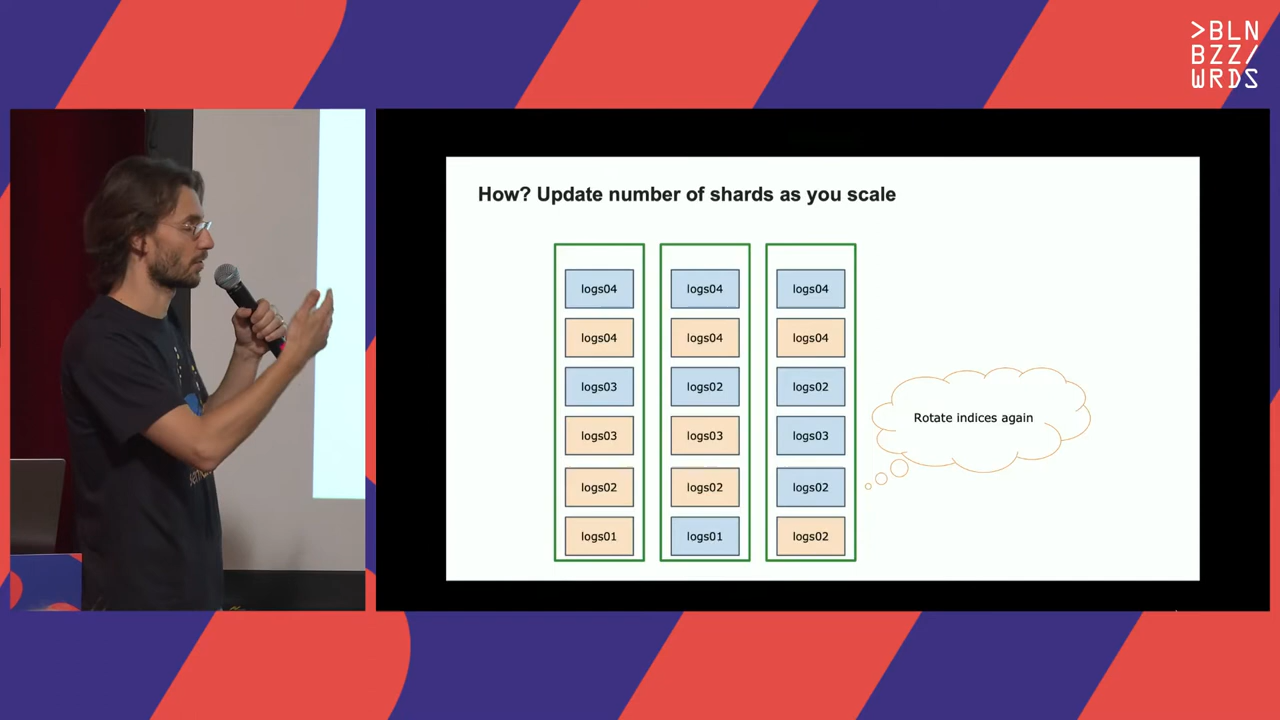 >BLN
BZZ/
WRDS
How? Update number of shards as you scale
logs04 logs04 logs04
logs04 logs04 logs04
logs03 logs02 logs02
logs03 logs03 logs03
logs02 logs02 logs02
logs01 logs01 logs02
Rotate indices again